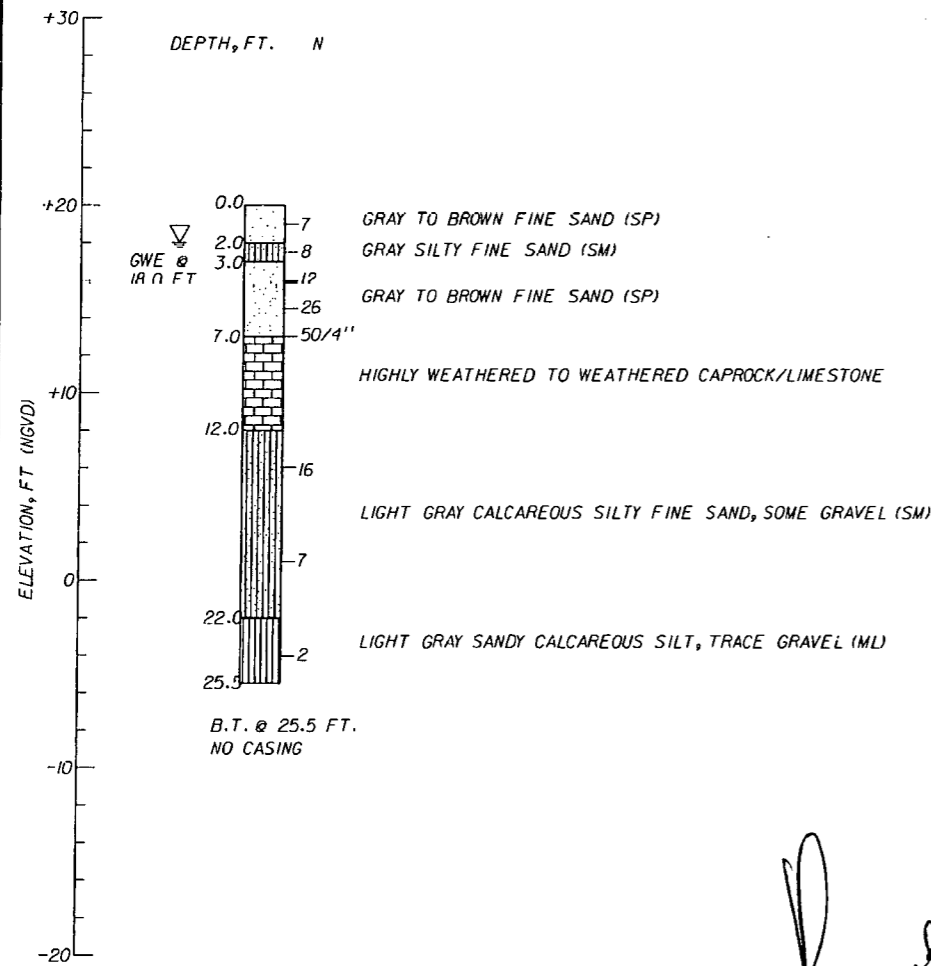 +30
DEPTH, FT. N
+20
0.0
7
GRAY TO BROWN FINE SAND (SP)
2.0
8
GRAY SILTY FINE SAND (SM)
GWE @
18.0 FT
3.0
12
26
GRAY TO BROWN FINE SAND (SP)
7.0
50/4"
HIGHLY WEATHERED TO WEATHERED CAPROCK/LIMESTONE
+10
12.0
16
ELEVATION, FT (NGVD)
LIGHT GRAY CALCAREOUS SILTY FINE SAND, SOME GRAVEL (SM)
7
0
22.0
LIGHT GRAY SANDY CALCAREOUS SILT, TRACE GRAVEL (ML)
2
25.5
B.T. @ 25.5 FT.
NO CASING
-10
-20